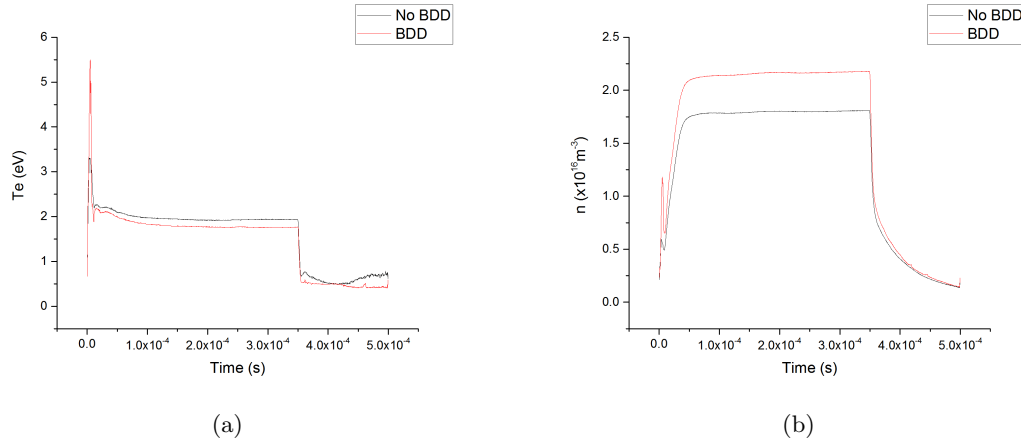 No BDD
BDD
6
5
4
3
2
1
0
Te (eV)
0.0
1.0x10⁻⁴
2.0x10⁻⁴
3.0x10⁻⁴
4.0x10⁻⁴
5.0x10⁻⁴
Time (s)
(a)
No BDD
BDD
2.5
2.0
1.5
1.0
0.5
0.0
n (x10¹⁶m⁻³)
0.0
1.0x10⁻⁴
2.0x10⁻⁴
3.0x10⁻⁴
4.0x10⁻⁴
5.0x10⁻⁴
Time (s)
(b)